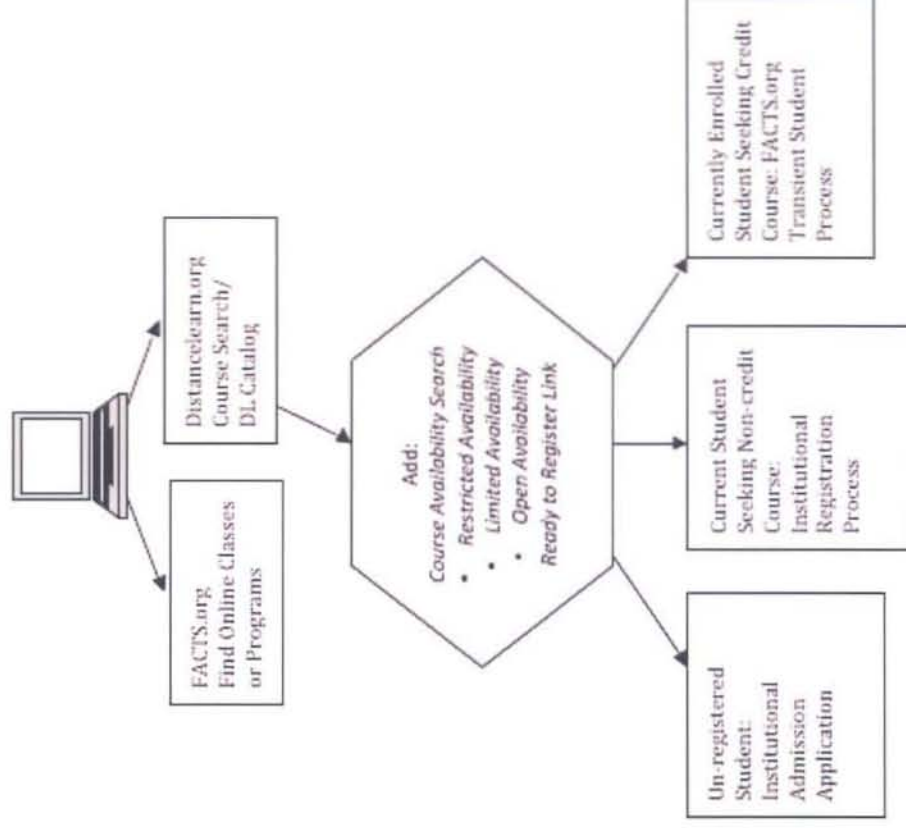 FACTS.org
Find Online Classes
or Programs
Distancelearn.org
Course Search/
DL Catalog
Add:
Course Availability Search
• Restricted Availability
• Limited Availability
• Open Availability
Ready to Register Link
Un-registered
Student:
Institutional
Admission
Application
Current Student
Seeking Non-credit
Course:
Institutional
Registration
Process
Currently Enrolled
Student Seeking Credit
Course: FACTS.org
Transient Student
Process